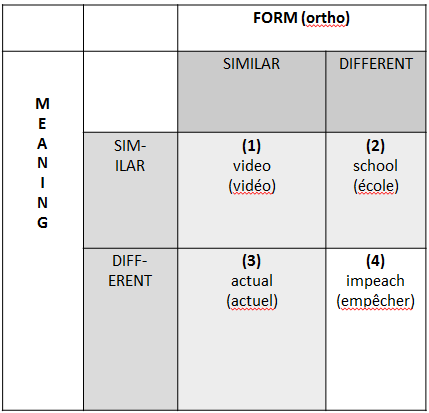 FORM (ortho)
SIMILAR
DIFFERENT
M
E
A
N
I
N
G
SIM-
ILAR
(1)
video
(vidéo)
(2)
school
(école)
DIFF-
ERENT
(3)
actual
(actuel)
(4)
impeach
(empêcher)